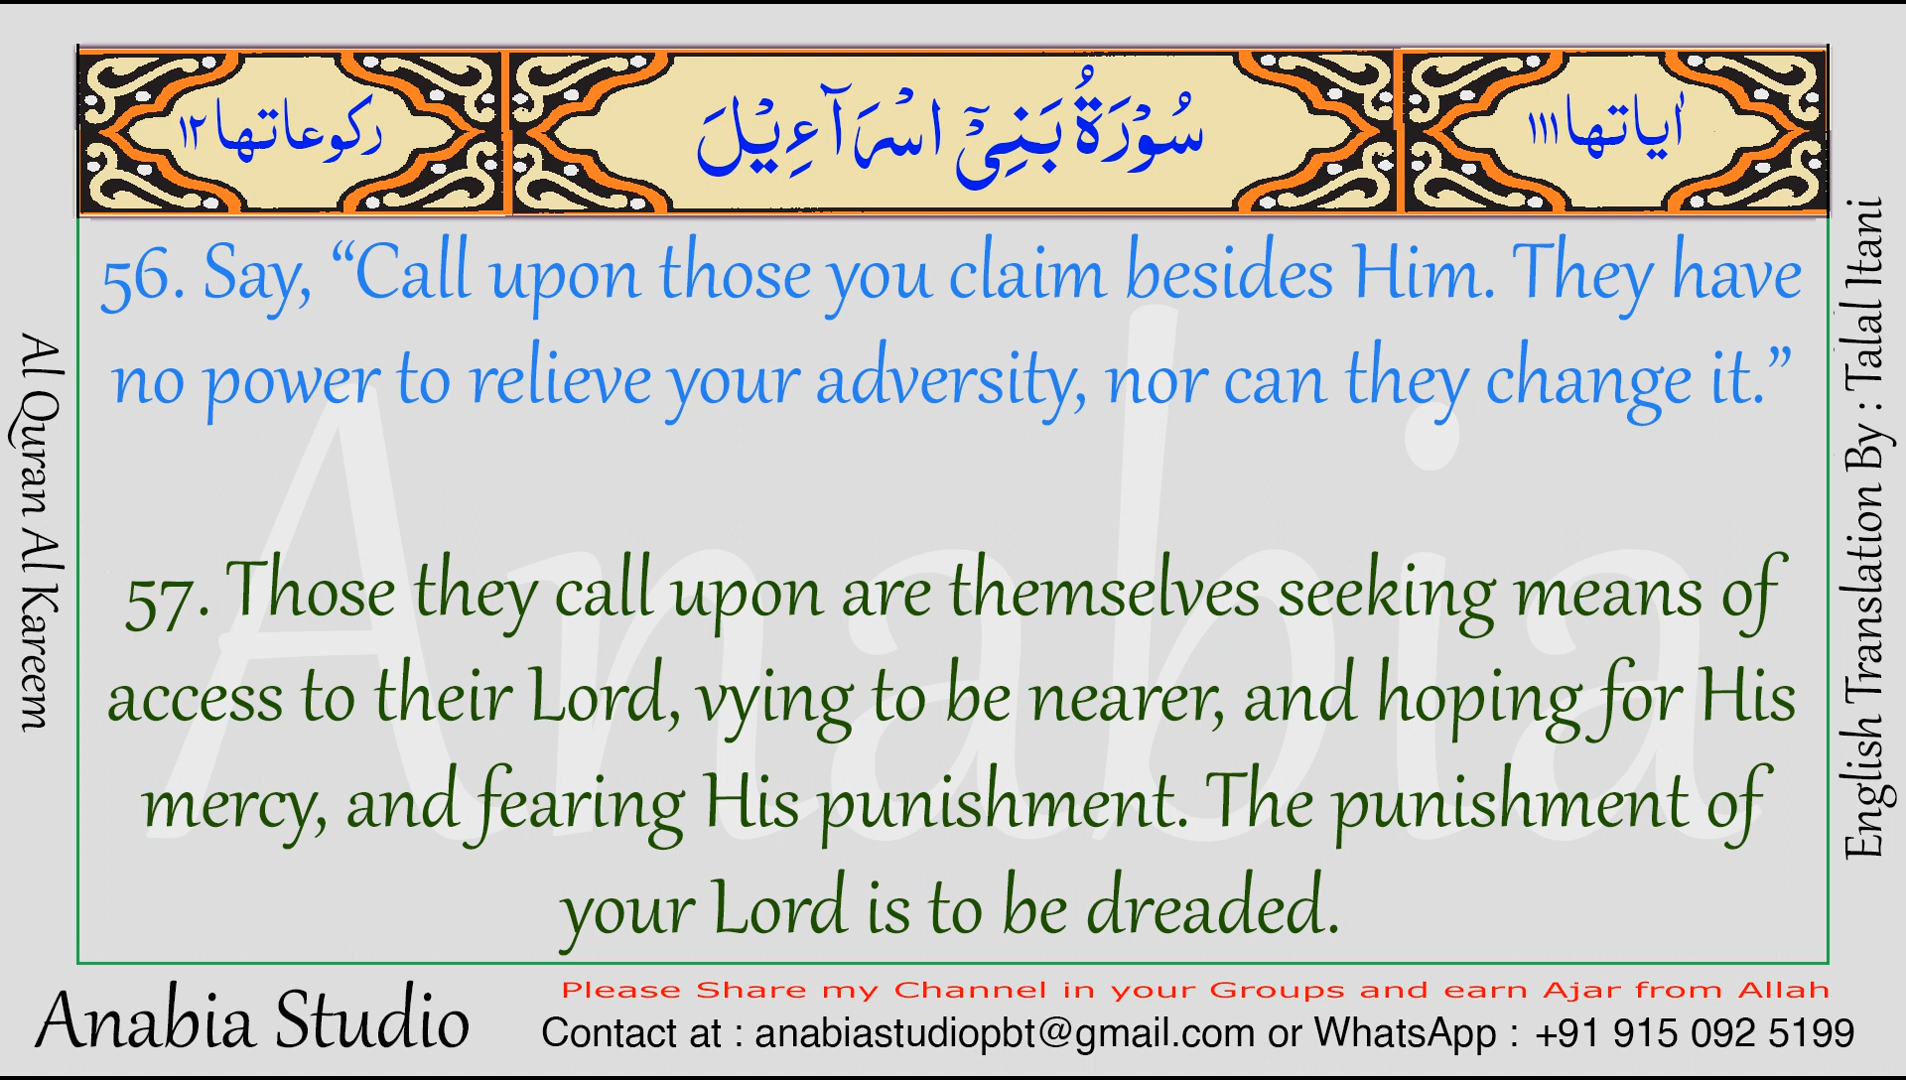 اٰیاتها ١١١
سُوْرَةُ بَنِیْٓ اسْرَآءِیْلَ
رکوعاتها ١٢
56. Say, “Call upon those you claim besides Him. They have
no power to relieve your adversity, nor can they change it.”
57. Those they call upon are themselves seeking means of
access to their Lord, vying to be nearer, and hoping for His
mercy, and fearing His punishment. The punishment of
your Lord is to be dreaded.
Anabia
Al Quran Al Kareem
English Translation By : Talal Itani
Anabia Studio
Please Share my Channel in your Groups and earn Ajar from Allah
Contact at : anabiastudiopbt@gmail.com or WhatsApp : +91 915 092 5199